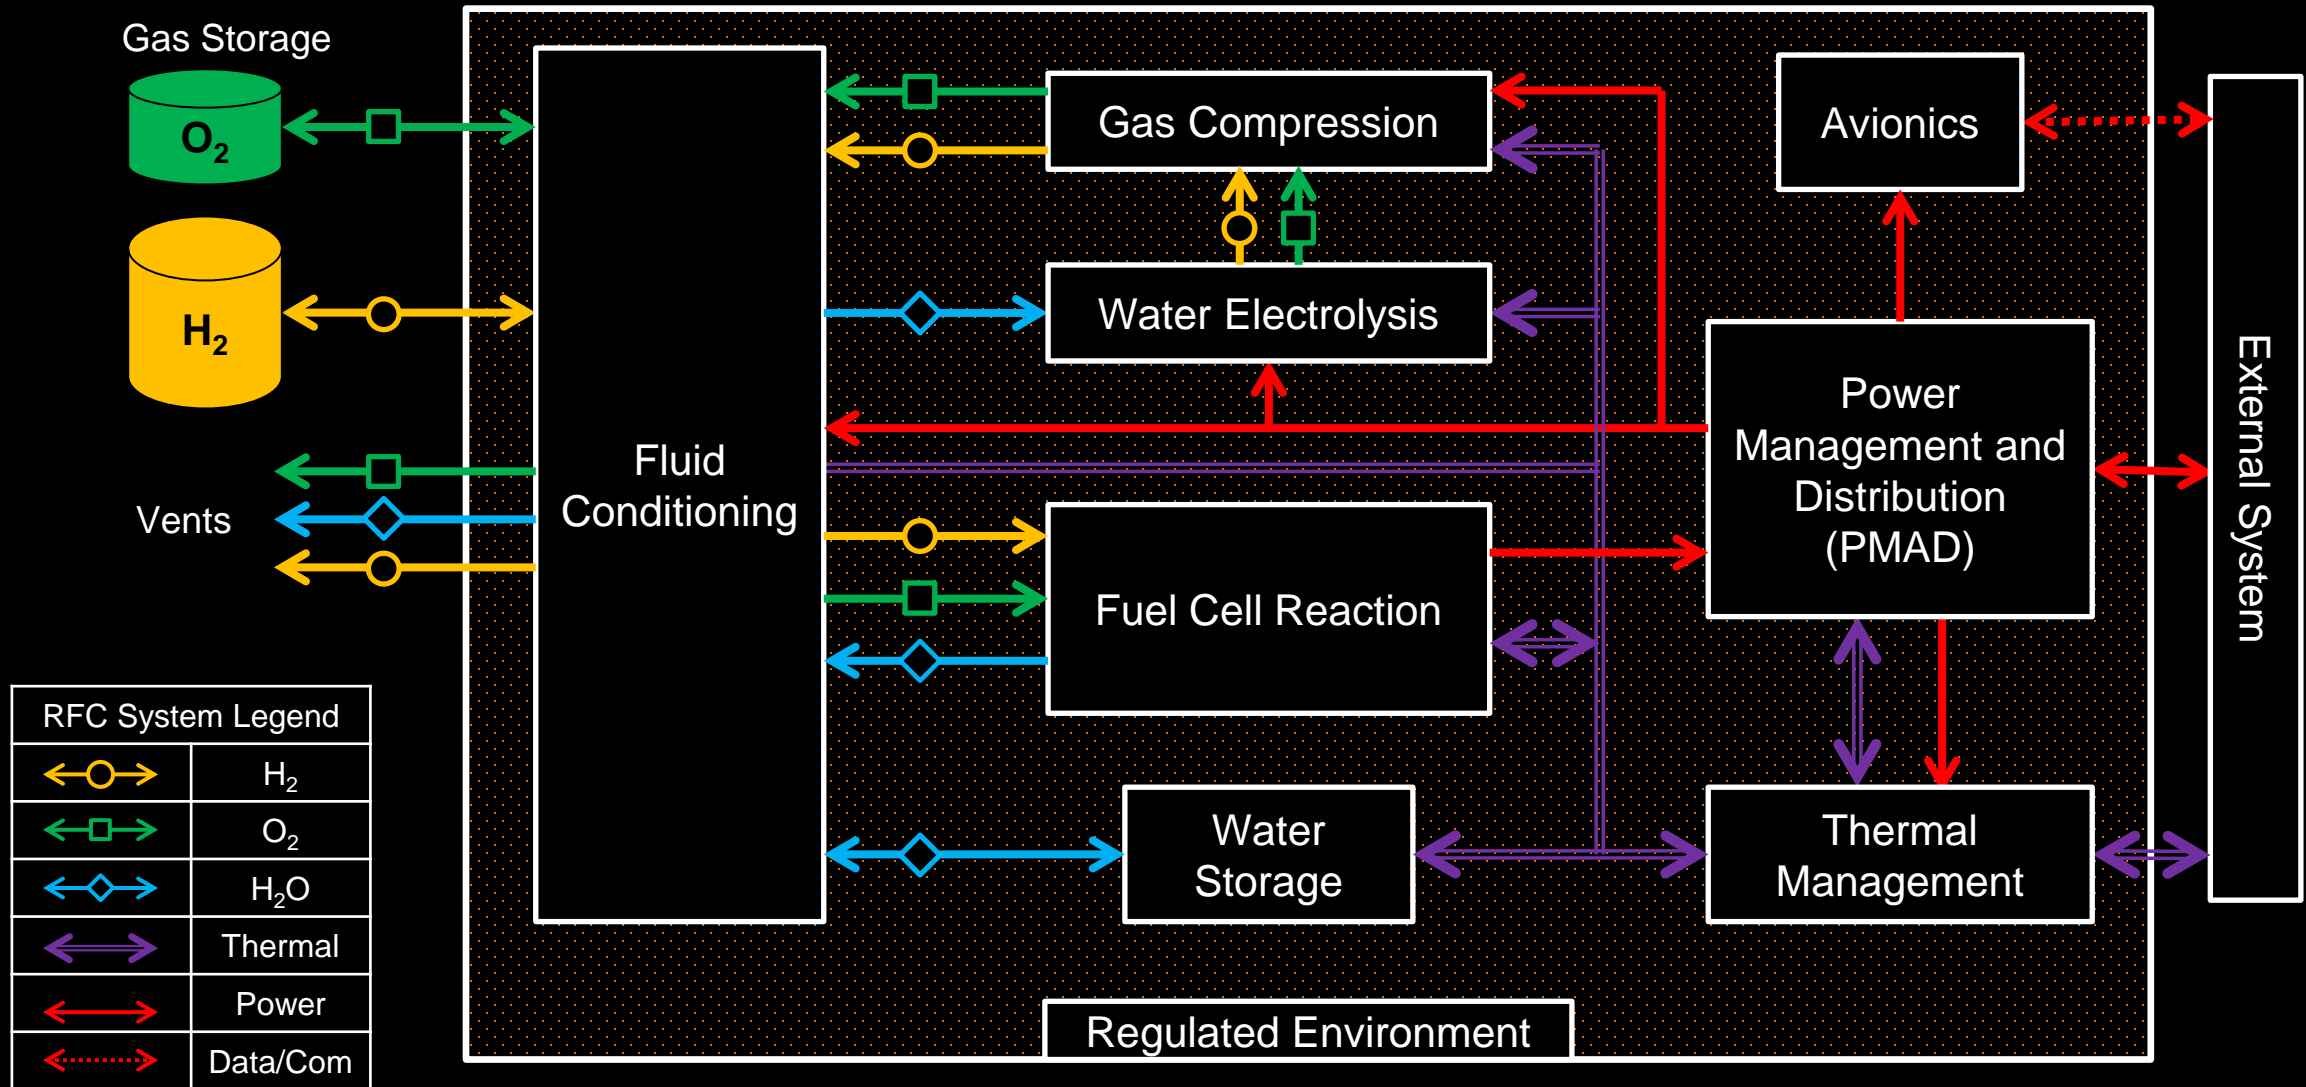 Gas Storage
O₂
H₂
Vents
Fluid
Conditioning
Gas Compression
Water Electrolysis
Fuel Cell Reaction
Water
Storage
Avionics
Power
Management and
Distribution
(PMAD)
Thermal
Management
External System
Regulated Environment
RFC System Legend
H₂
O₂
H₂O
Thermal
Power
Data/Com